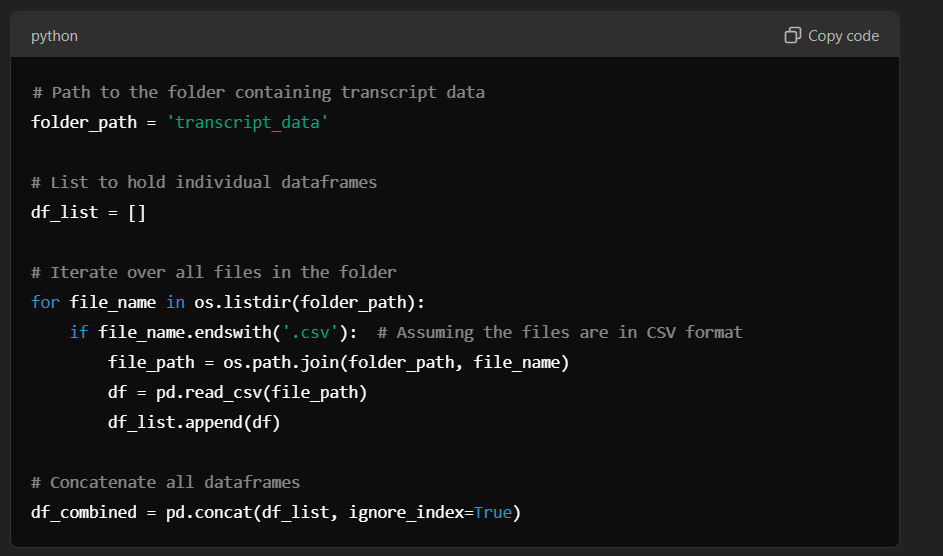 python
Copy code
# Path to the folder containing transcript data
folder_path = 'transcript_data'
# List to hold individual dataframes
df_list = []
# Iterate over all files in the folder
for file_name in os.listdir(folder_path):
    if file_name.endswith('.csv'):  # Assuming the files are in CSV format
        file_path = os.path.join(folder_path, file_name)
        df = pd.read_csv(file_path)
        df_list.append(df)
# Concatenate all dataframes
df_combined = pd.concat(df_list, ignore_index=True)